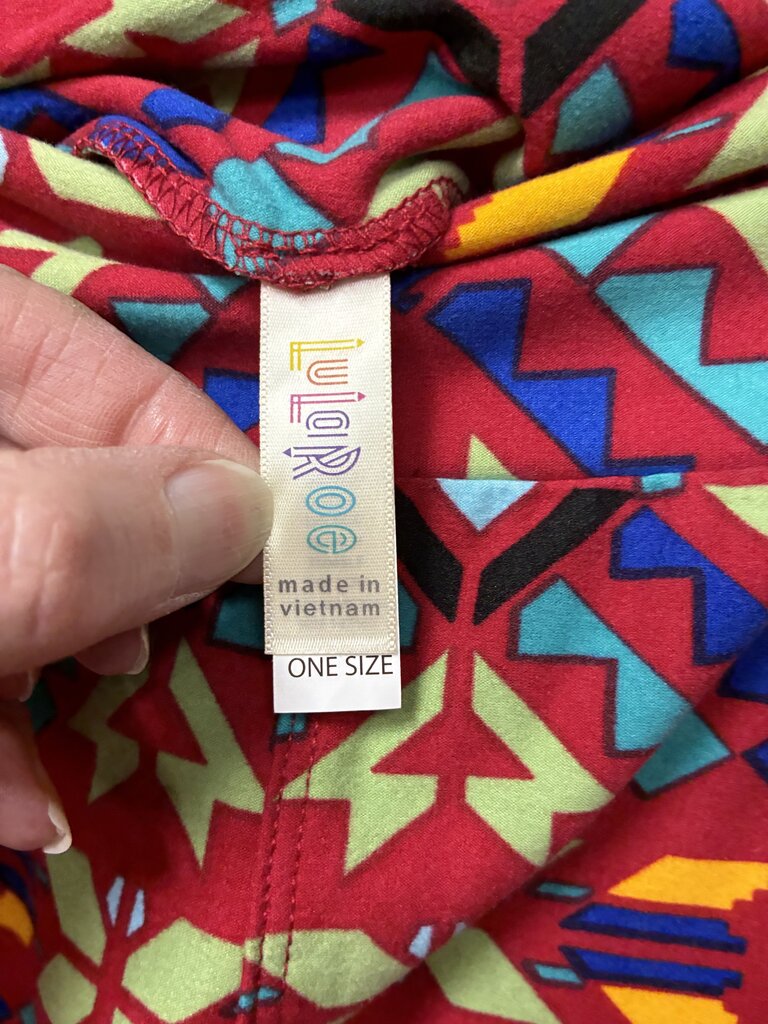 LuLaRoe
made in
vietnam
ONE SIZE